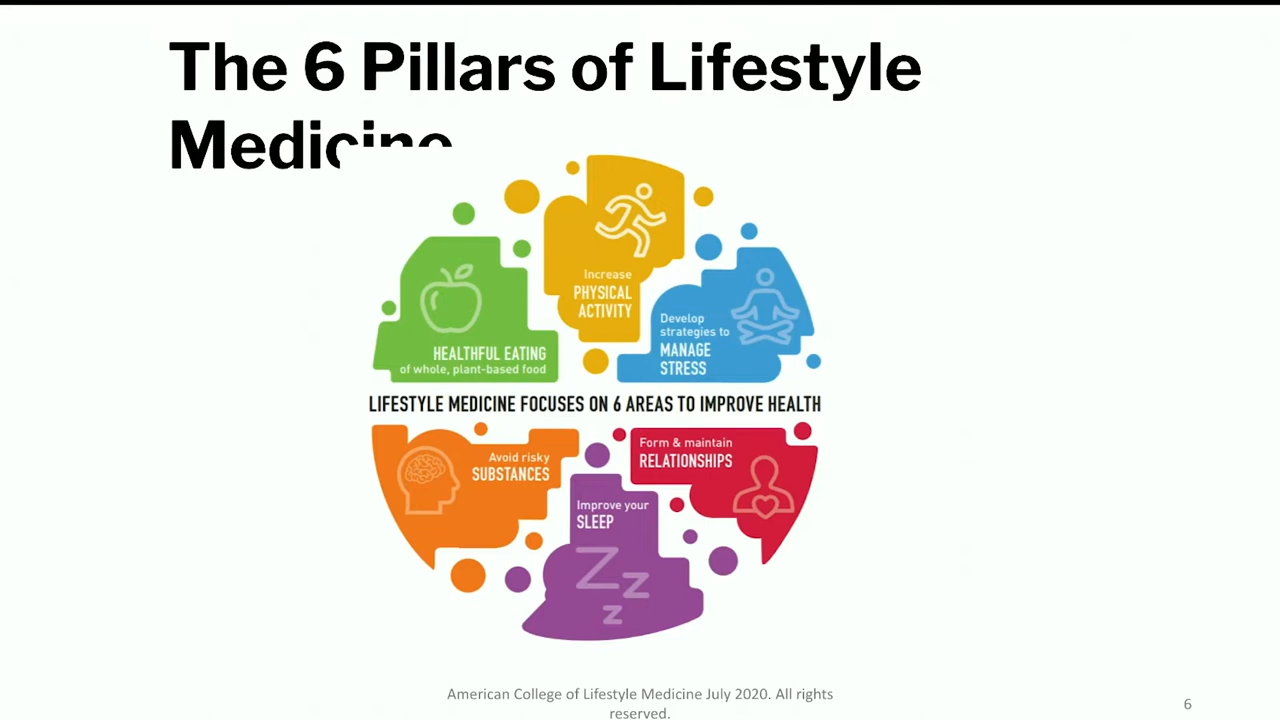 The 6 Pillars of Lifestyle
Medicine
Increase
PHYSICAL
ACTIVITY
Develop
strategies to
MANAGE
STRESS
HEALTHFUL EATING
of whole, plant-based food
LIFESTYLE MEDICINE FOCUSES ON 6 AREAS TO IMPROVE HEALTH
Avoid risky
SUBSTANCES
Form & maintain
RELATIONSHIPS
Improve your
SLEEP
Zzz
American College of Lifestyle Medicine July 2020. All rights
reserved.
6